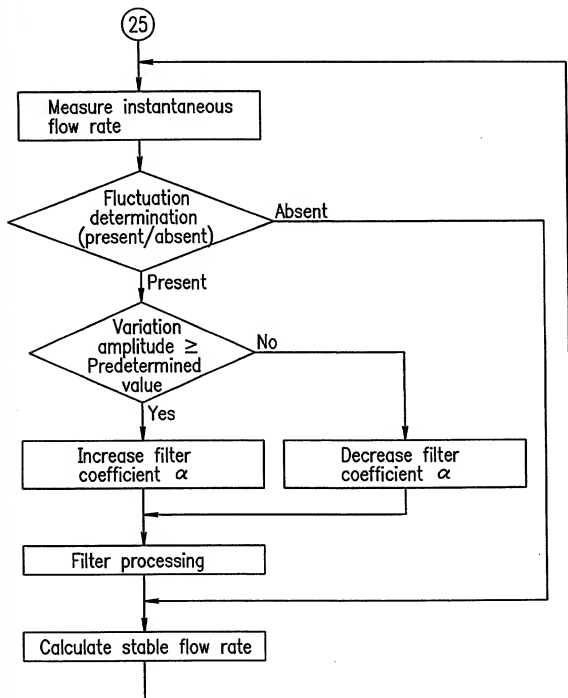 25
Measure instantaneous
flow rate
Fluctuation
determination
(present/absent)
Absent
Present
Variation
amplitude ≥
Predetermined
value
No
Yes
Increase filter
coefficient α
Decrease filter
coefficient α
Filter processing
Calculate stable flow rate